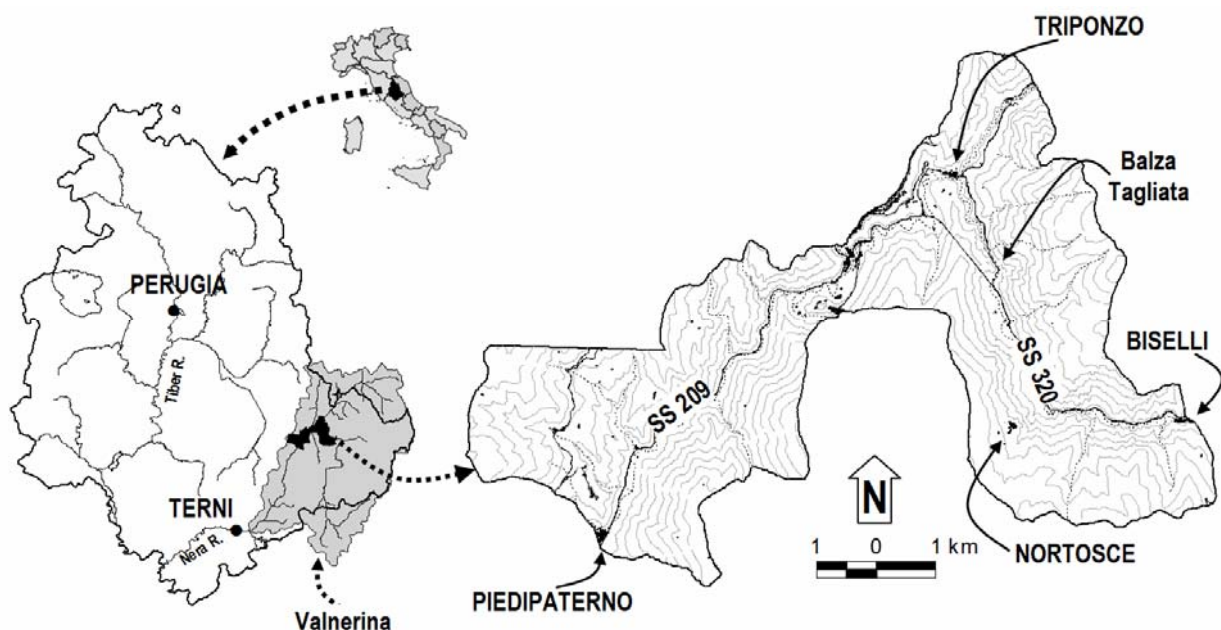 TRIPONZO
Balza
Tagliata
PERUGIA
BISELLI
Tiber R.
SS 209
SS 320
TERNI
N
Nera R.
1 0 1 km
NORTOSCE
PIEDIPATERNO
Valnerina